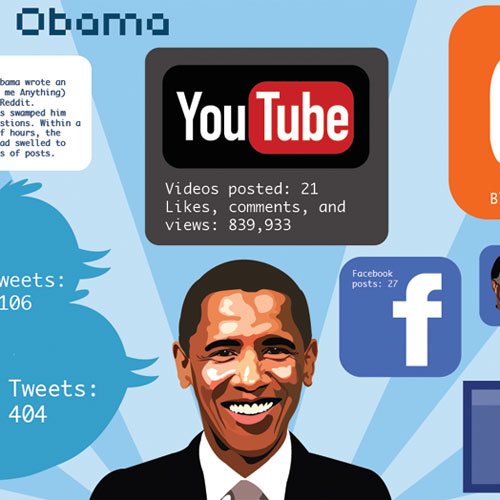 Obama
bama wrote an
me Anything)
Reddit.
s swamped him
stions. Within a
f hours, the
ad swelled to
s of posts.
YouTube
Videos posted: 21
Likes, comments, and
views: 839,933
B
Facebook
posts: 27
f
weets:
106
Tweets:
404